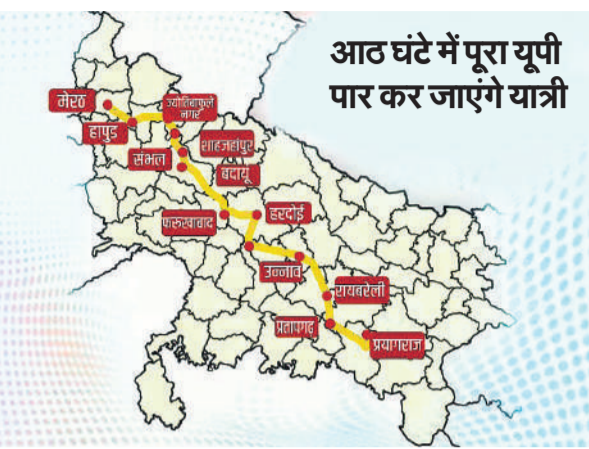 आठ घंटे में पूरा यूपी
पार कर जाएंगे यात्री
मेरठ
ज्योतिबाफुले
नगर
हापुड़
शाहजहांपुर
संभल
बदायू
फरुखाबाद
हरदोई
उन्नाव
रायबरेली
प्रतापगढ़
प्रयागराज